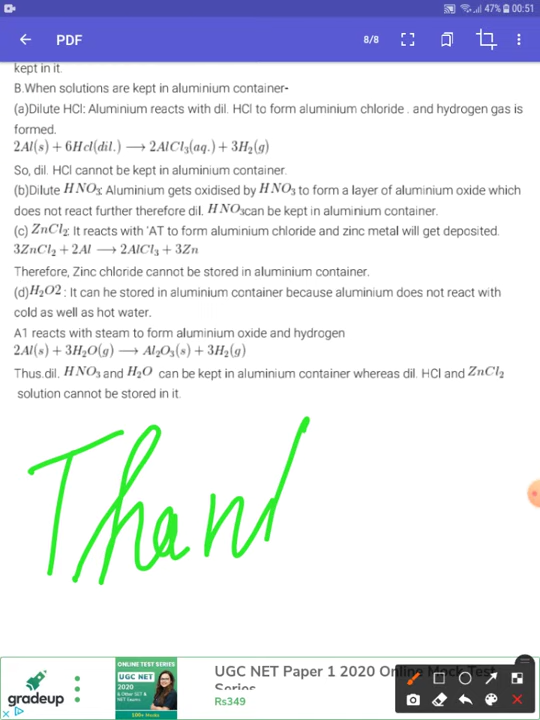 47% 00:51
PDF 8/8
kept in it.
B.When solutions are kept in aluminium container-
(a)Dilute HCl: Aluminium reacts with dil. HCl to form aluminium chloride . and hydrogen gas is
formed.
2Al(s) + 6Hcl(dil.) ⟶ 2AlCl₃(aq.) + 3H₂(g)
So, dil. HCl cannot be kept in aluminium container.
(b)Dilute HNO₃: Aluminium gets oxidised by HNO₃ to form a layer of aluminium oxide which
does not react further therefore dil. HNO₃can be kept in aluminium container.
(c) ZnCl₂: It reacts with 'AT to form aluminium chloride and zinc metal will get deposited.
3ZnCl₂ + 2Al ⟶ 2AlCl₃ + 3Zn
Therefore, Zinc chloride cannot be stored in aluminium container.
(d)H₂O2 : It can he stored in aluminium container because aluminium does not react with
cold as well as hot water.
A1 reacts with steam to form aluminium oxide and hydrogen
2Al(s) + 3H₂O(g) ⟶ Al₂O₃(s) + 3H₂(g)
Thus.dil. HNO₃ and H₂O can be kept in aluminium container whereas dil. HCl and ZnCl₂
solution cannot be stored in it.
Than
gradeup
ONLINE TEST SERIES
UGC NET
2020
& Other SET &
NET Exams
100+ Mocks
UGC NET Paper 1 2020 Online Mock Test
Series
Rs349